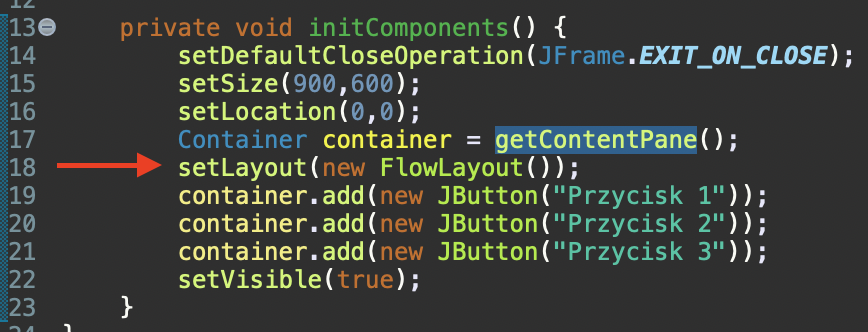 12
13 private void initComponents() {
14 setDefaultCloseOperation(JFrame.EXIT_ON_CLOSE);
15 setSize(900,600);
16 setLocation(0,0);
17 Container container = getContentPane();
18 setLayout(new FlowLayout());
19 container.add(new JButton("Przycisk 1"));
20 container.add(new JButton("Przycisk 2"));
21 container.add(new JButton("Przycisk 3"));
22 setVisible(true);
23 }
24 }